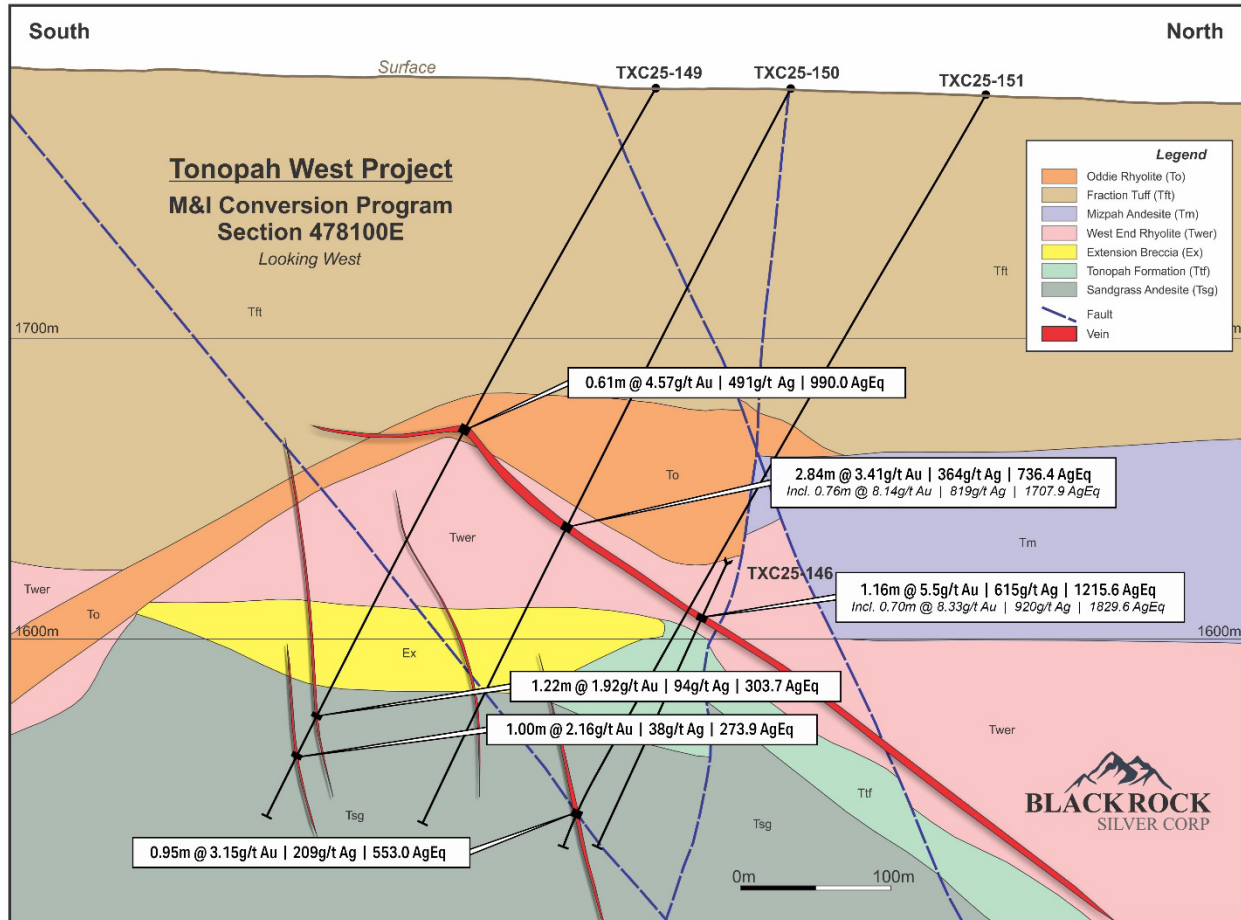 South
North
Surface
TXC25-149
TXC25-150
TXC25-151
Tonopah West Project
M&I Conversion Program
Section 478100E
Looking West
Legend
Oddie Rhyolite (To)
Fraction Tuff (Tft)
Mizpah Andesite (Tm)
West End Rhyolite (Twer)
Extension Breccia (Ex)
Tonopah Formation (Ttf)
Sandgrass Andesite (Tsg)
Fault
Vein
Tft
Tft
1700m
m
0.61m @ 4.57g/t Au | 491g/t Ag | 990.0 AgEq
2.84m @ 3.41g/t Au | 364g/t Ag | 736.4 AgEq
Incl. 0.76m @ 8.14g/t Au | 819g/t Ag | 1707.9 AgEq
To
Twer
Tm
TXC25-146
1.16m @ 5.5g/t Au | 615g/t Ag | 1215.6 AgEq
Incl. 0.70m @ 8.33g/t Au | 920g/t Ag | 1829.6 AgEq
Twer
To
1600m
1600m
Ex
1.22m @ 1.92g/t Au | 94g/t Ag | 303.7 AgEq
1.00m @ 2.16g/t Au | 38g/t Ag | 273.9 AgEq
Twer
Ttf
Tsg
Tsg
BLACK ROCK
SILVER CORP
0.95m @ 3.15g/t Au | 209g/t Ag | 553.0 AgEq
0m
100m